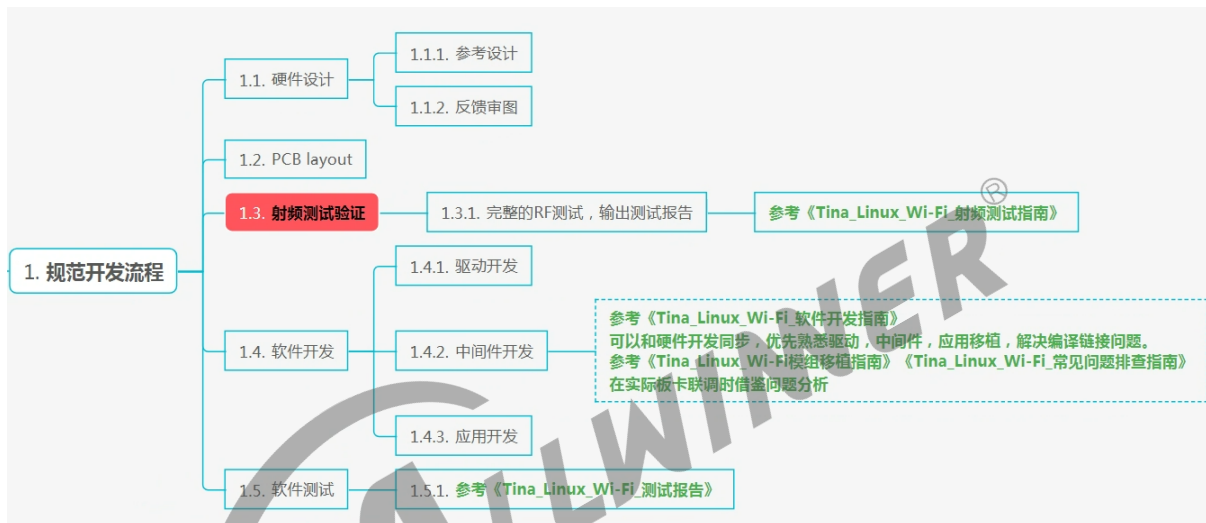 1. 规范开发流程
1.1. 硬件设计
1.1.1. 参考设计
1.1.2. 反馈审图
1.2. PCB layout
1.3. 射频测试验证
1.3.1. 完整的RF测试，输出测试报告
参考《Tina_Linux_Wi-Fi_射频测试指南》
1.4. 软件开发
1.4.1. 驱动开发
1.4.2. 中间件开发
参考《Tina_Linux_Wi-Fi_软件开发指南》
可以和硬件开发同步，优先熟悉驱动，中间件，应用移植，解决编译链接问题。
参考《Tina_Linux_Wi-Fi模组移植指南》《Tina_Linux_Wi-Fi_常见问题排查指南》
在实际板卡联调时借鉴问题分析
1.4.3. 应用开发
1.5. 软件测试
1.5.1. 参考《Tina_Linux_Wi-Fi_测试报告》
ALLWINNER®